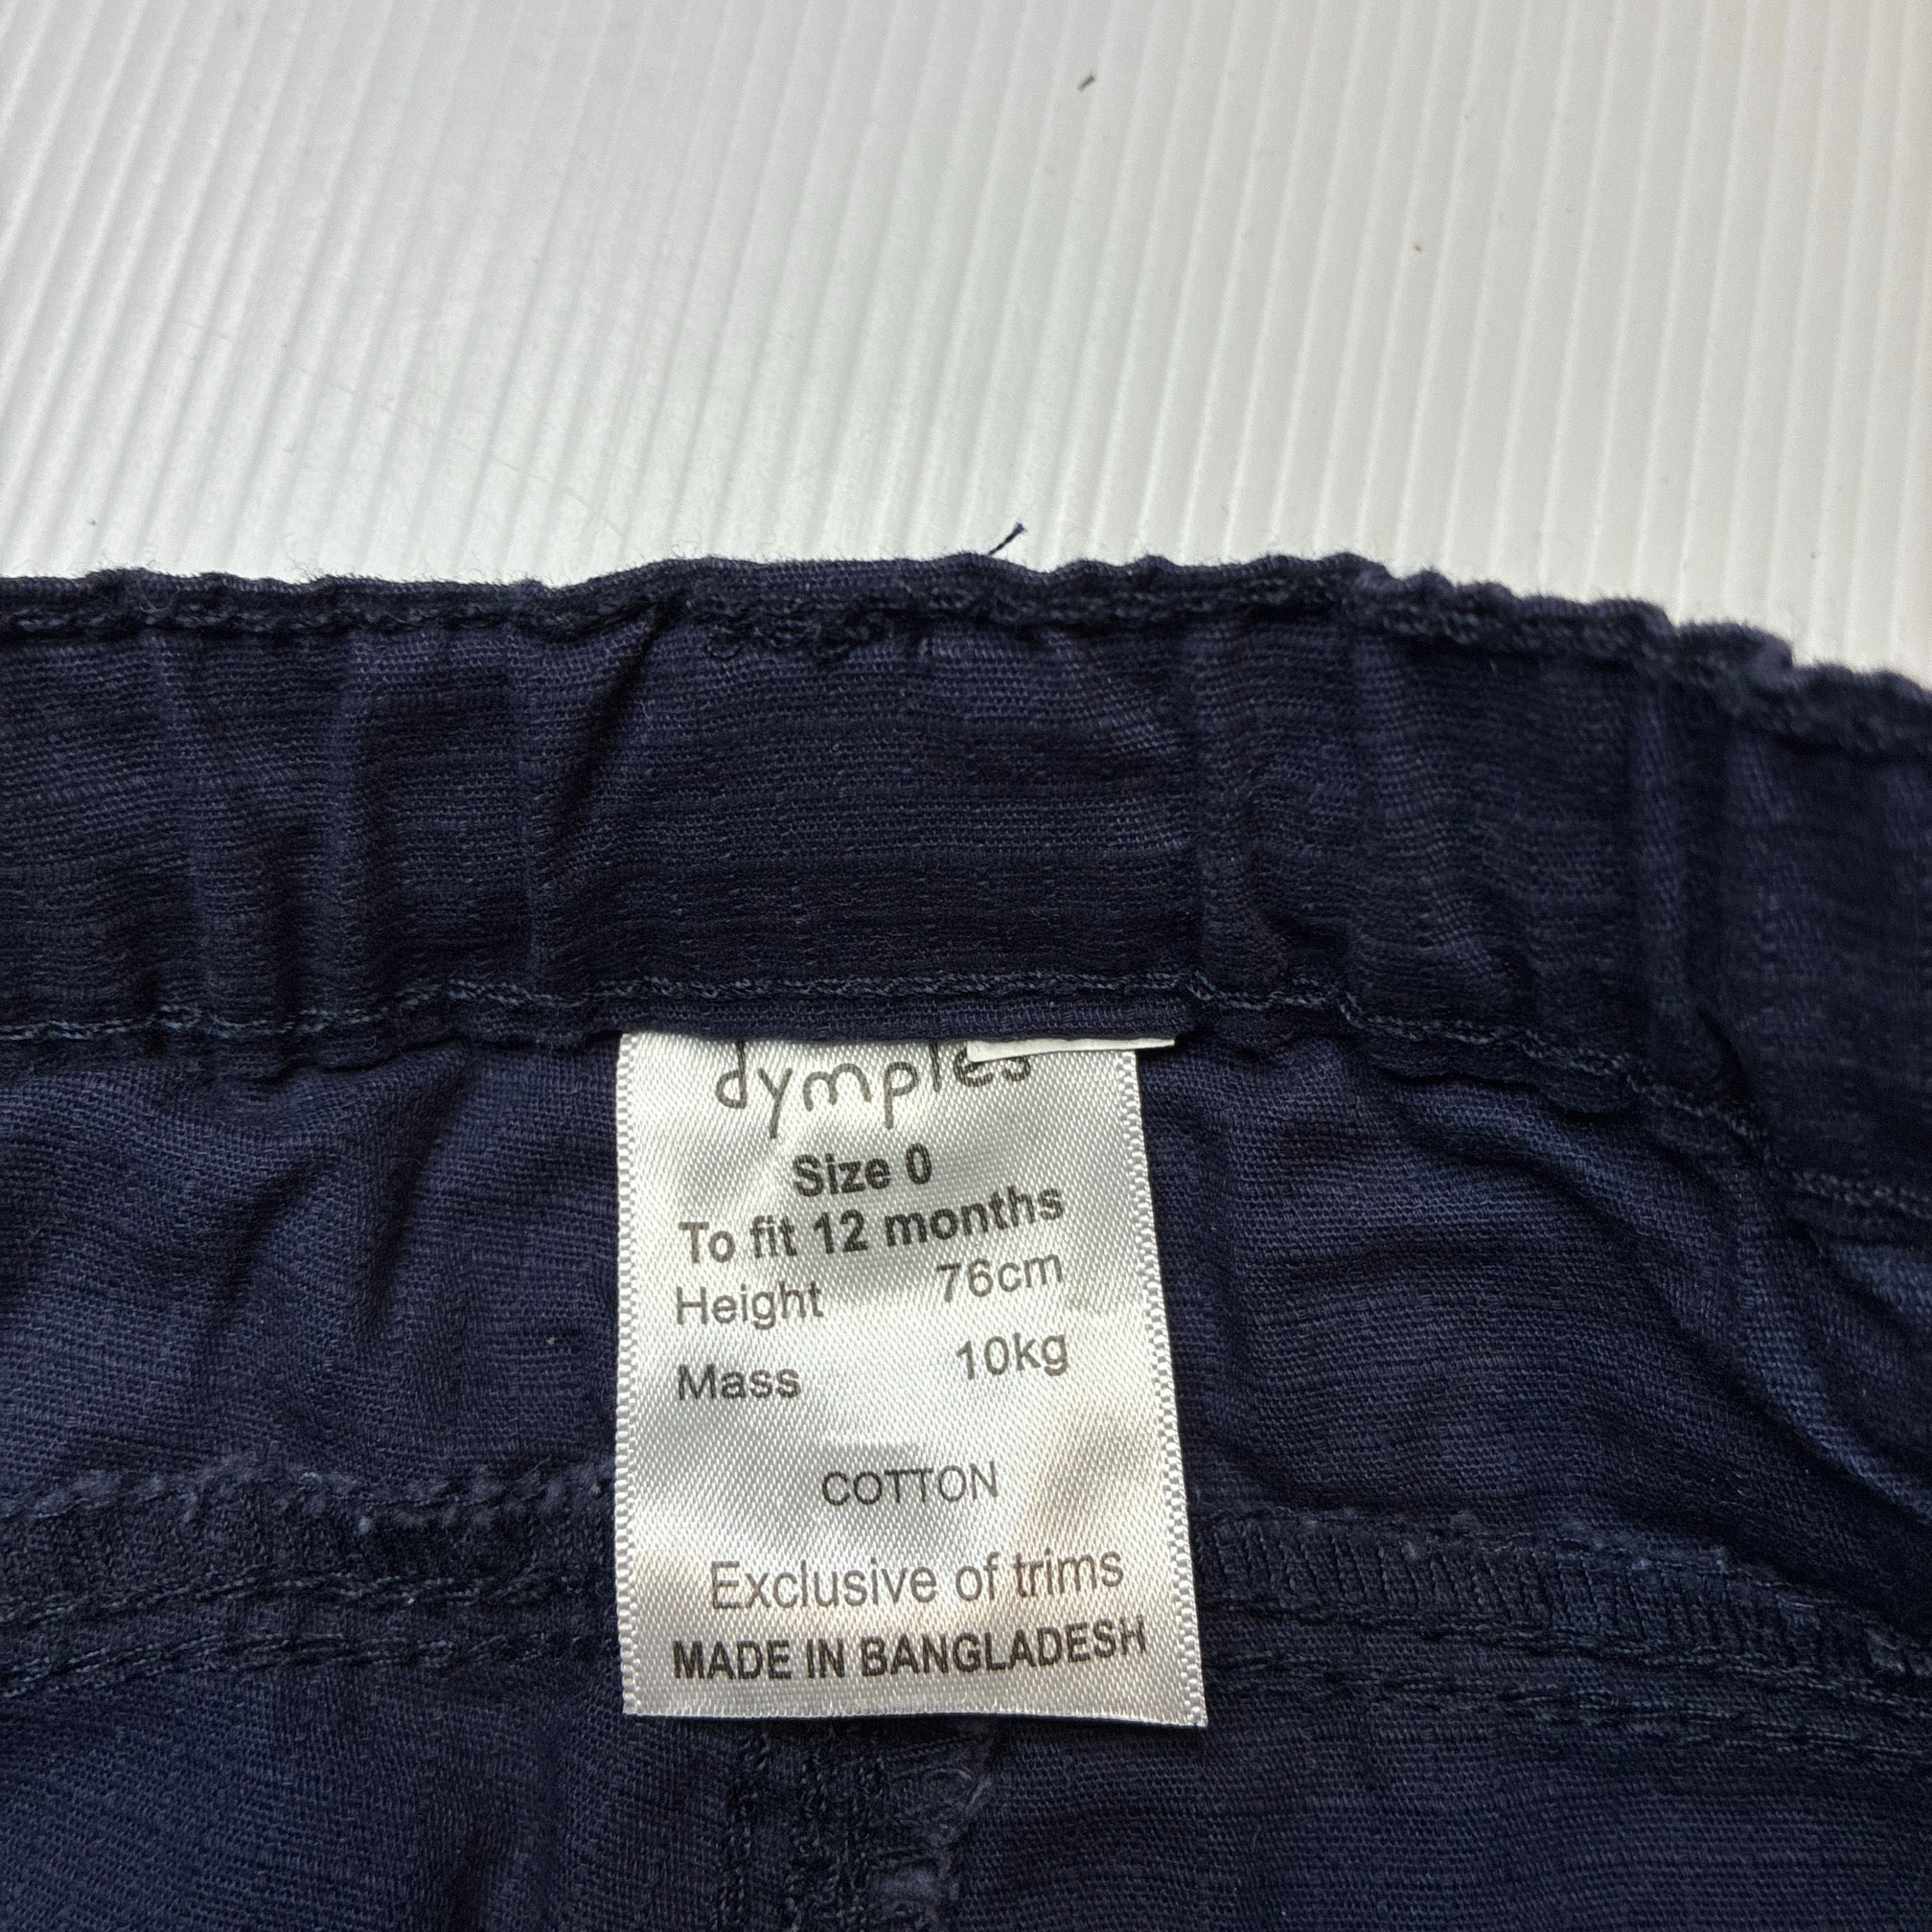 dymples
Size 0
To fit 12 months
Height 76cm
Mass 10kg
COTTON
Exclusive of trims
MADE IN BANGLADESH